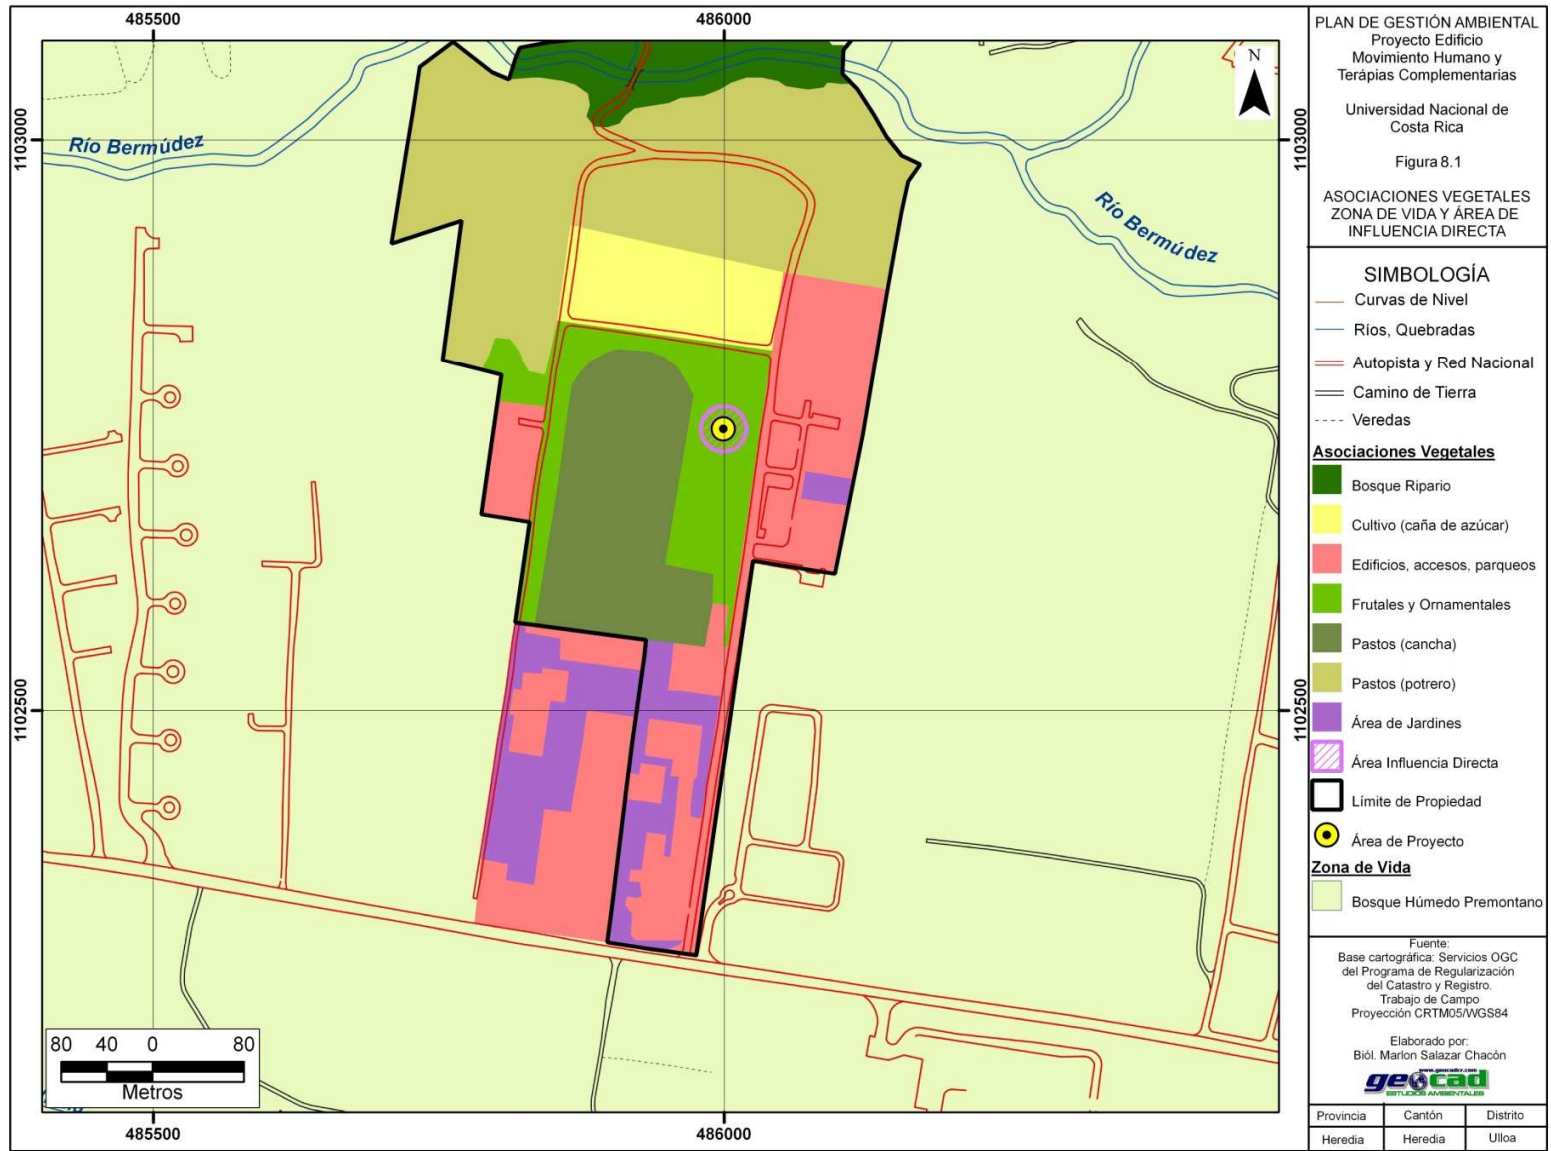 485500
486000
1103000
1103000
Río Bermúdez
Río Bermúdez
N
1102500
1102500
80 40 0 80
Metros
485500
486000
PLAN DE GESTIÓN AMBIENTAL
Proyecto Edificio
Movimiento Humano y
Terápias Complementarias
Universidad Nacional de
Costa Rica
Figura 8.1
ASOCIACIONES VEGETALES
ZONA DE VIDA Y ÁREA DE
INFLUENCIA DIRECTA
SIMBOLOGÍA
Curvas de Nivel
Ríos, Quebradas
Autopista y Red Nacional
Camino de Tierra
Veredas
Asociaciones Vegetales
Bosque Ripario
Cultivo (caña de azúcar)
Edificios, accesos, parqueos
Frutales y Ornamentales
Pastos (cancha)
Pastos (potrero)
Área de Jardines
Área Influencia Directa
Límite de Propiedad
Área de Proyecto
Zona de Vida
Bosque Húmedo Premontano
Fuente:
Base cartográfica: Servicios OGC
del Programa de Regularización
del Catastro y Registro.
Trabajo de Campo
Proyección CRTM05/WGS84
Elaborado por:
Biól. Marlon Salazar Chacón
www.geocadcr.com
geocad
ESTUDIOS AMBIENTALES
Provincia Cantón Distrito
Heredia Heredia Ulloa